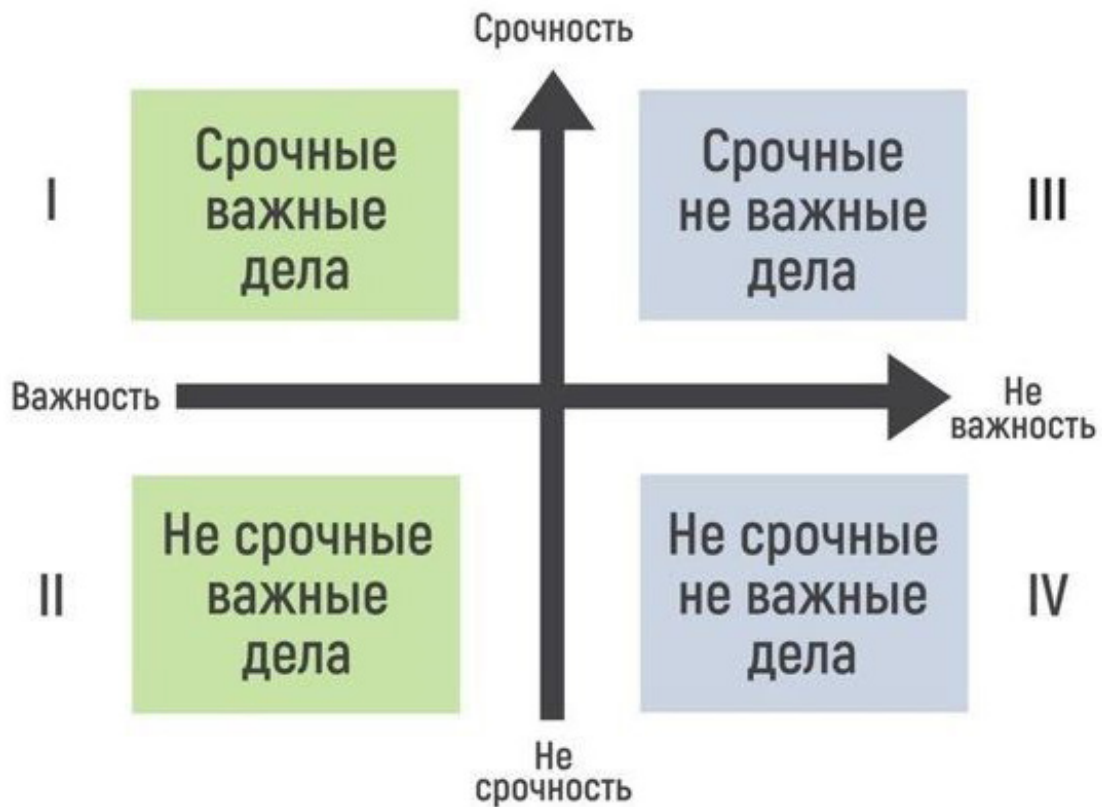 Срочность
I
Срочные
важные
дела
Срочные
не важные
дела
III
Важность
Не
важность
II
Не срочные
важные
дела
Не срочные
не важные
дела
IV
Не
срочность